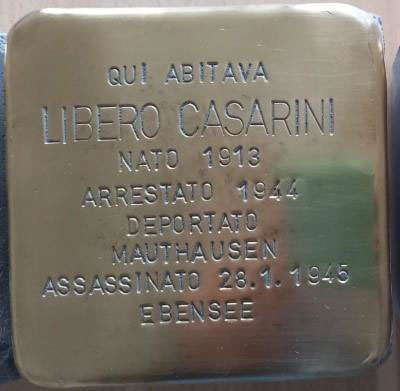 QUI ABITAVA
LIBERO CASARINI
NATO 1913
ARRESTATO 1944
DEPORTATO
MAUTHAUSEN
ASSASSINATO 28.1.1945
EBENSEE